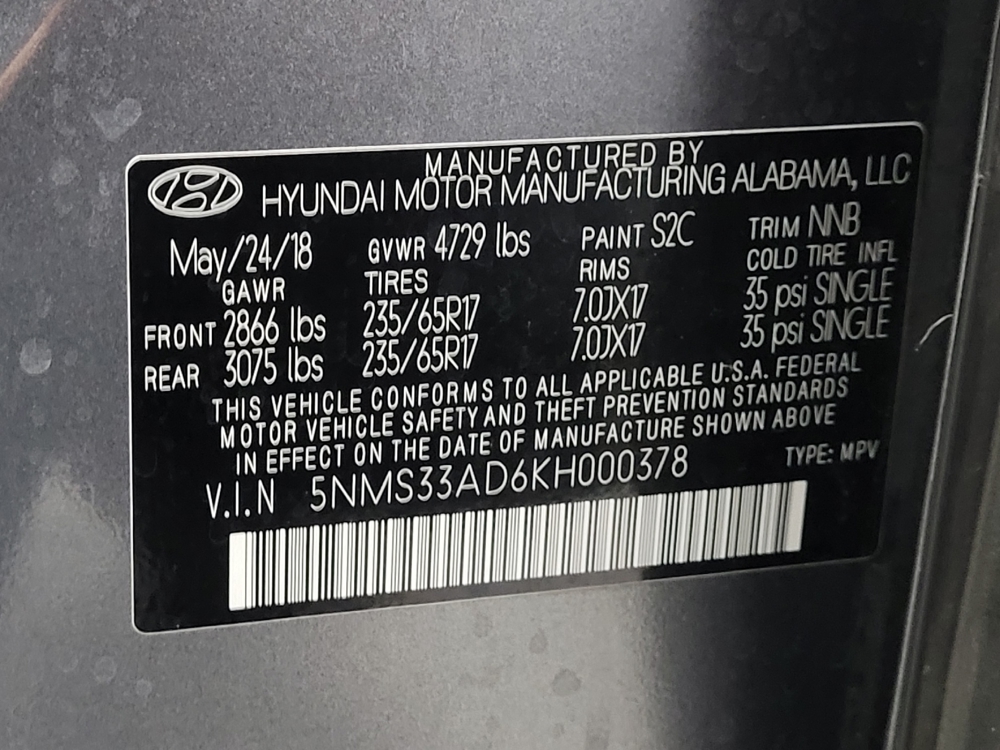 MANUFACTURED BY
HYUNDAI MOTOR MANUFACTURING ALABAMA, LLC
May/24/18 GVWR 4729 lbs PAINT S2C TRIM NNB
GAWR TIRES RIMS COLD TIRE INFL
FRONT 2866 lbs 235/65R17 7.0JX17 35 psi SINGLE
REAR 3075 lbs 235/65R17 7.0JX17 35 psi SINGLE
THIS VEHICLE CONFORMS TO ALL APPLICABLE U.S.A. FEDERAL
MOTOR VEHICLE SAFETY AND THEFT PREVENTION STANDARDS
IN EFFECT ON THE DATE OF MANUFACTURE SHOWN ABOVE
V.I.N 5NMS33AD6KH000378 TYPE: MPV